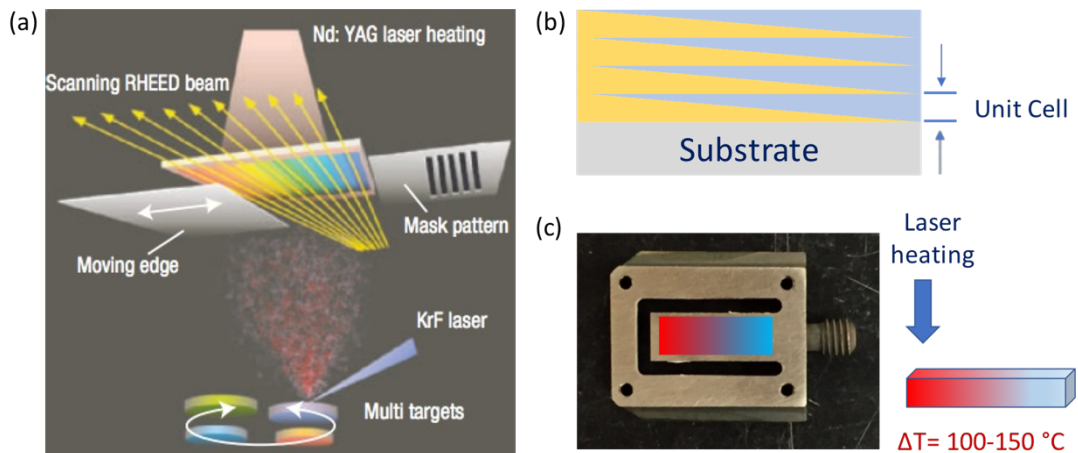 (a)
Nd: YAG laser heating
Scanning RHEED beam
Mask pattern
Moving edge
KrF laser
Multi targets
(b)
Unit Cell
Substrate
(c)
Laser
heating
ΔT= 100-150 °C